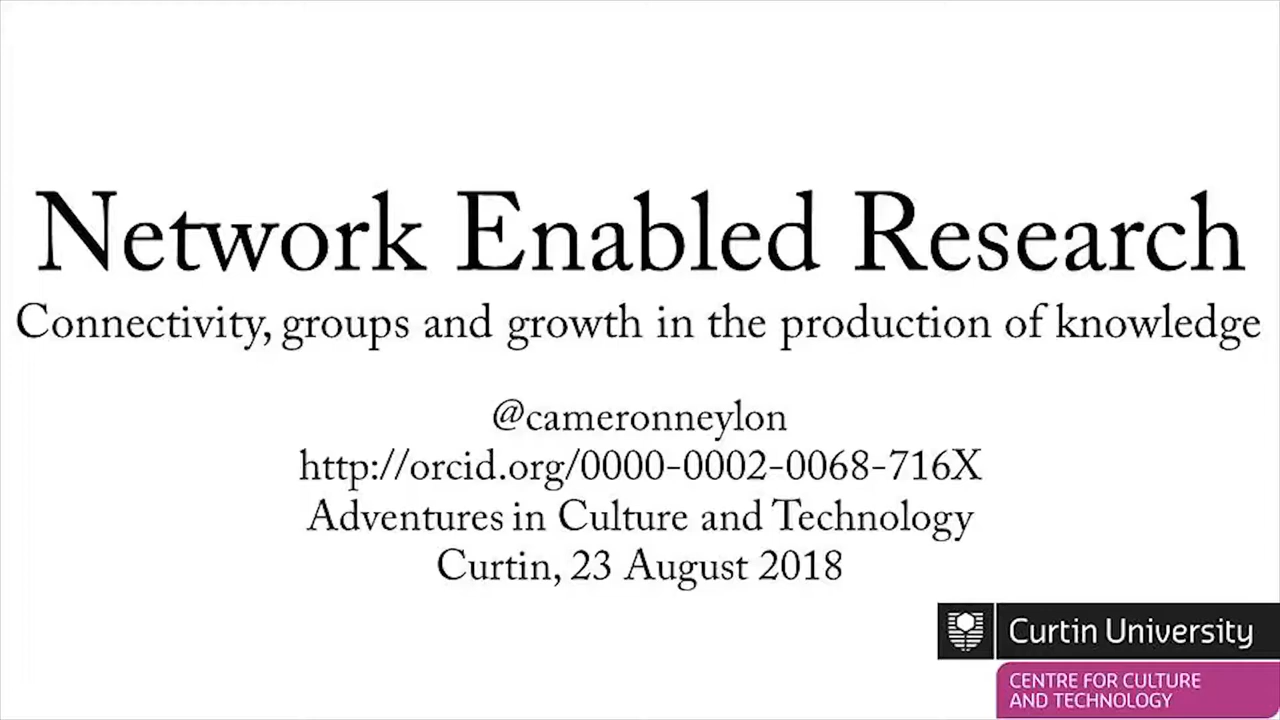 Network Enabled Research
Connectivity, groups and growth in the production of knowledge
@cameronneylon
http://orcid.org/0000-0002-0068-716X
Adventures in Culture and Technology
Curtin, 23 August 2018
Curtin University
CENTRE FOR CULTURE
AND TECHNOLOGY